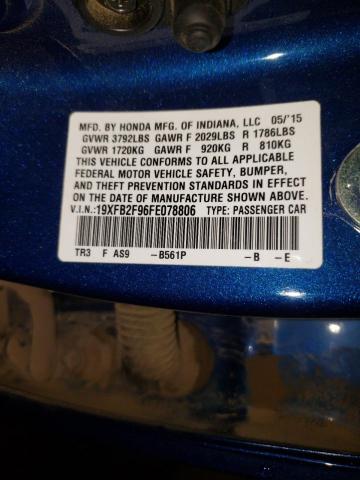 MFD. BY HONDA MFG. OF INDIANA, LLC 05/'15
GVWR 3792LBS GAWR F 2029LBS R 1786LBS
GVWR 1720KG GAWR F 920KG R 810KG
THIS VEHICLE CONFORMS TO ALL APPLICABLE
FEDERAL MOTOR VEHICLE SAFETY, BUMPER,
AND THEFT PREVENTION STANDARDS IN EFFECT
ON THE DATE OF MANUFACTURE SHOWN ABOVE.
V.I.N.: 19XFB2F96FE078806 TYPE: PASSENGER CAR
TR3 F AS9 -B561P -B -E